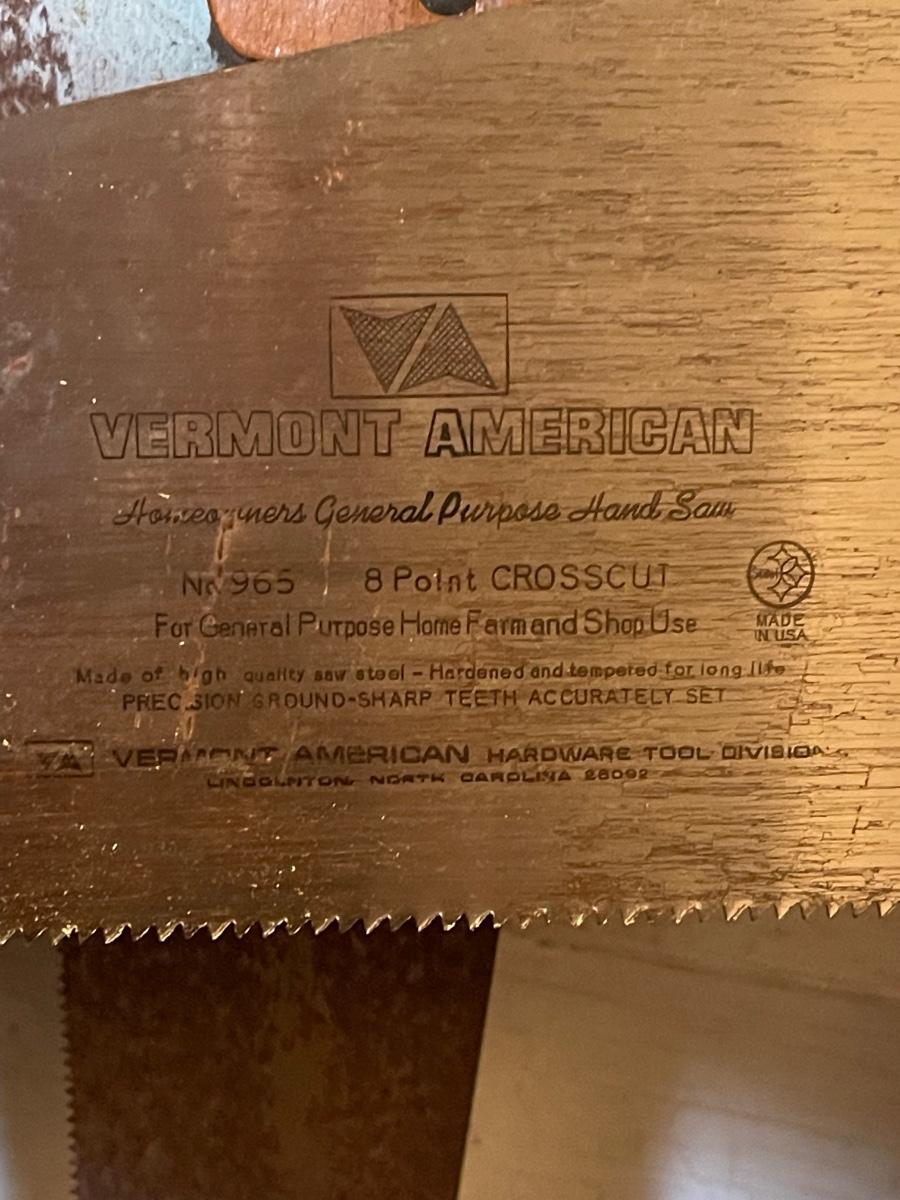 VA
VERMONT AMERICAN
Homeowners General Purpose Hand Saw
No 965 8 Point CROSSCUT
For General Purpose Home Farm and Shop Use
MADE
IN USA
Made of high quality saw steel – Hardened and tempered for long life
PRECISION GROUND-SHARP TEETH ACCURATELY SET
VA VERMONT AMERICAN HARDWARE TOOL DIVISION
LINCOLNTON, NORTH CAROLINA 28092